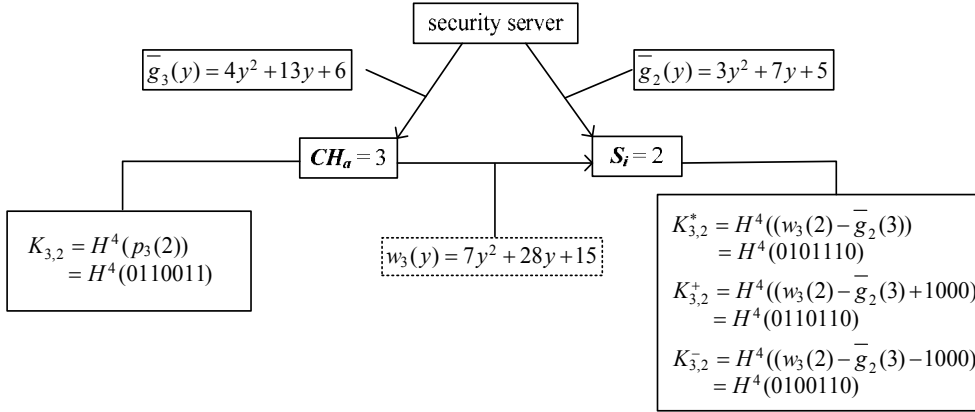 security server
g̅₃(y) = 4y² +13y + 6
g̅₂(y) = 3y² + 7y + 5
CHₐ = 3
Sᵢ = 2
K₃,₂ = H⁴(p₃(2))
= H⁴(0110011)
w₃(y) = 7y² + 28y + 15
K*₃,₂ = H⁴((w₃(2) − g̅₂(3))
= H⁴(0101110)
K⁺₃,₂ = H⁴((w₃(2) − g̅₂(3) +1000)
= H⁴(0110110)
K⁻₃,₂ = H⁴((w₃(2) − g̅₂(3) −1000)
= H⁴(0100110)